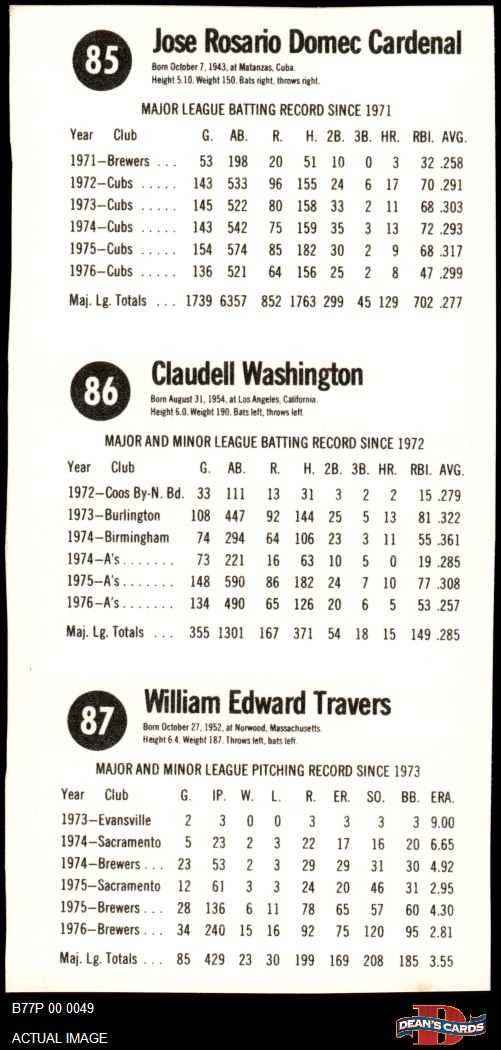 85 Jose Rosario Domec Cardenal
Born October 7, 1943, at Matanzas, Cuba.
Height 5.10. Weight 150. Bats right, throws right.
MAJOR LEAGUE BATTING RECORD SINCE 1971
Year Club G. AB. R. H. 2B. 3B. HR. RBI. AVG.
1971—Brewers ... 53 198 20 51 10 0 3 32 .258
1972—Cubs ..... 143 533 96 155 24 6 17 70 .291
1973—Cubs ..... 145 522 80 158 33 2 11 68 .303
1974—Cubs ..... 143 542 75 159 35 3 13 72 .293
1975—Cubs ..... 154 574 85 182 30 2 9 68 .317
1976—Cubs ..... 136 521 64 156 25 2 8 47 .299
Maj. Lg. Totals ... 1739 6357 852 1763 299 45 129 702 .277
86 Claudell Washington
Born August 31, 1954, at Los Angeles, California.
Height 6.0. Weight 190. Bats left, throws left.
MAJOR AND MINOR LEAGUE BATTING RECORD SINCE 1972
Year Club G. AB. R. H. 2B. 3B. HR. RBI. AVG.
1972—Coos By-N. Bd. 33 111 13 31 3 2 2 15 .279
1973—Burlington 108 447 92 144 25 5 13 81 .322
1974—Birmingham 74 294 64 106 23 3 11 55 .361
1974—A's....... 73 221 16 63 10 5 0 19 .285
1975—A's....... 148 590 86 182 24 7 10 77 .308
1976—A's....... 134 490 65 126 20 6 5 53 .257
Maj. Lg. Totals ... 355 1301 167 371 54 18 15 149 .285
87 William Edward Travers
Born October 27, 1952, at Norwood, Massachusetts.
Height 6.4. Weight 187. Throws left, bats left.
MAJOR AND MINOR LEAGUE PITCHING RECORD SINCE 1973
Year Club G. IP. W. L. R. ER. SO. BB. ERA.
1973—Evansville 2 3 0 0 3 3 3 3 9.00
1974—Sacramento 5 23 2 3 22 17 16 20 6.65
1974—Brewers ... 23 53 2 3 29 29 31 30 4.92
1975—Sacramento 12 61 3 3 24 20 46 31 2.95
1975—Brewers ... 28 136 6 11 78 65 57 60 4.30
1976—Brewers ... 34 240 15 16 92 75 120 95 2.81
Maj. Lg. Totals ... 85 429 23 30 199 169 208 185 3.55
B77P 00 0049
ACTUAL IMAGE
D
DEAN'S CARDS